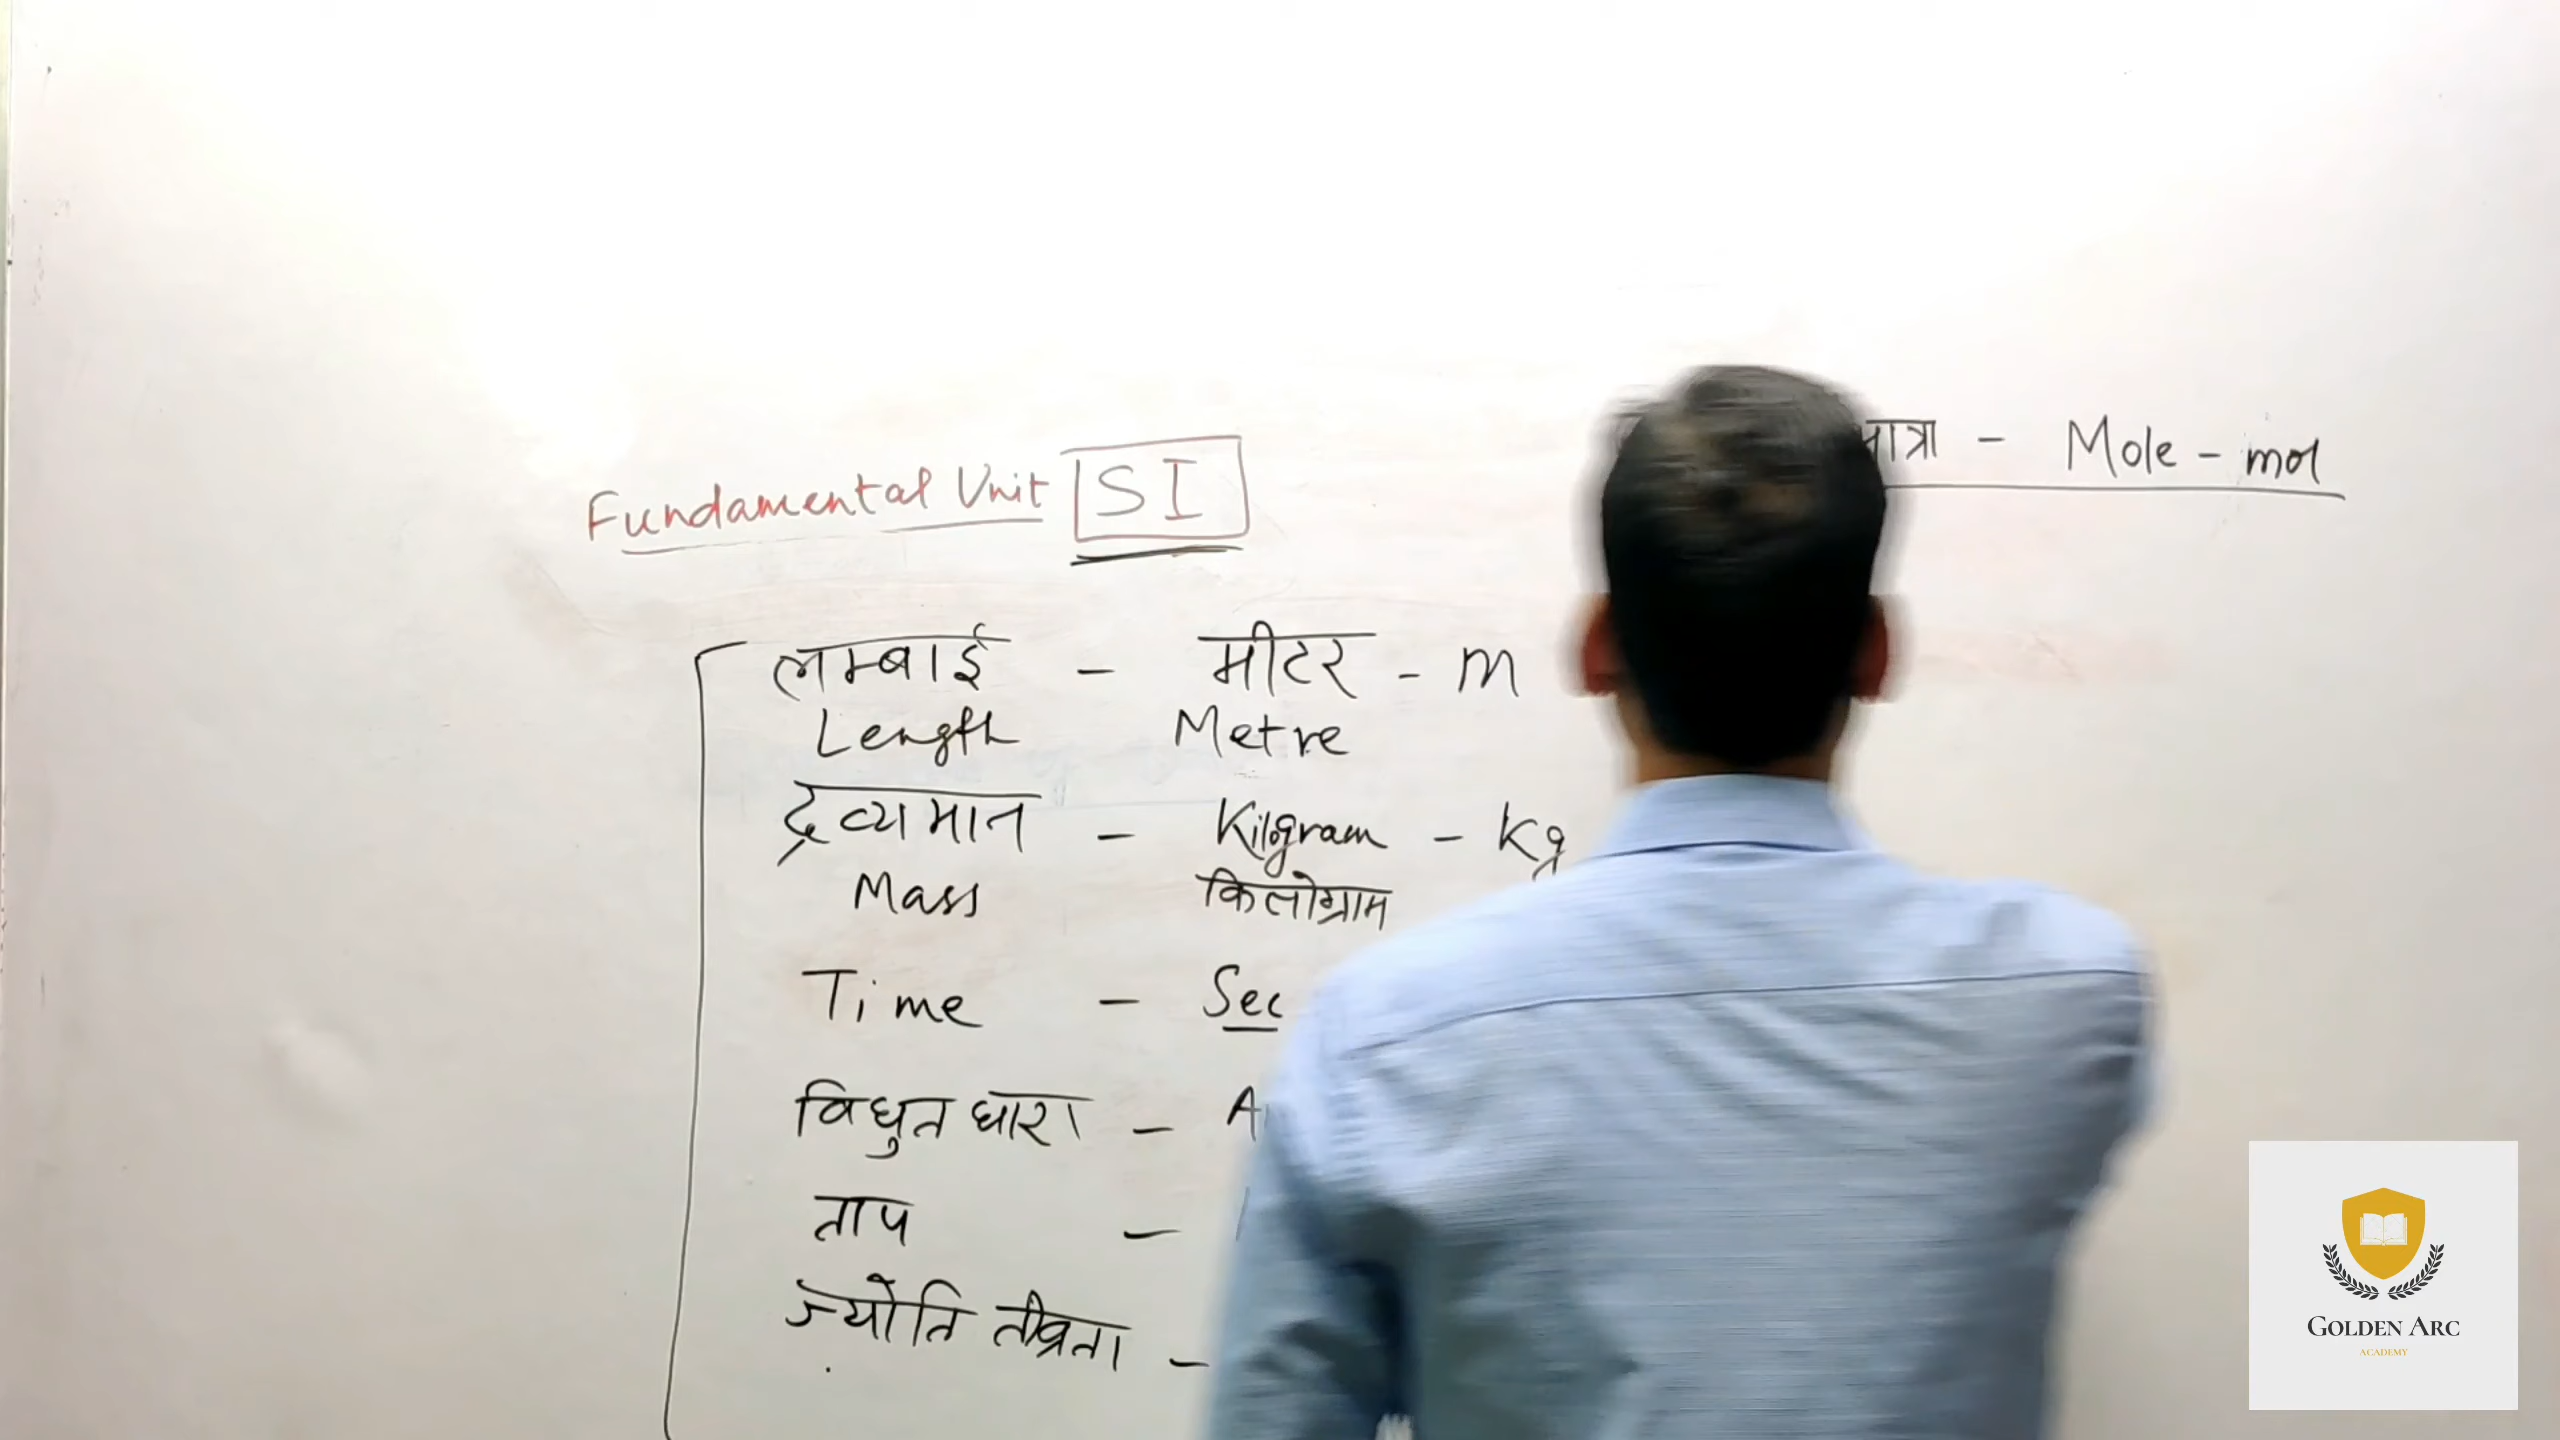 मात्रा - Mole - mol
Fundamental Unit SI
लम्बाई - मीटर - m
Length Metre
द्रव्यमान - Kilogram - Kg
Mass किलोग्राम
Time - Sec
विधुत धारा -
ताप -
ज्योति तीव्रता -
GOLDEN ARC
ACADEMY